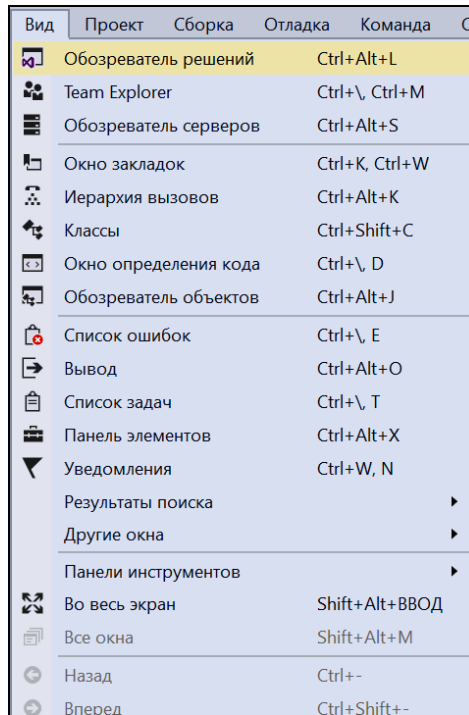 Вид Проект Сборка Отладка Команда
Обозреватель решений Ctrl+Alt+L
Team Explorer Ctrl+\, Ctrl+M
Обозреватель серверов Ctrl+Alt+S
Окно закладок Ctrl+K, Ctrl+W
Иерархия вызовов Ctrl+Alt+K
Классы Ctrl+Shift+C
Окно определения кода Ctrl+\, D
Обозреватель объектов Ctrl+Alt+J
Список ошибок Ctrl+\, E
Вывод Ctrl+Alt+O
Список задач Ctrl+\, T
Панель элементов Ctrl+Alt+X
Уведомления Ctrl+W, N
Результаты поиска
Другие окна
Панели инструментов
Во весь экран Shift+Alt+ВВОД
Все окна Shift+Alt+M
Назад Ctrl+-
Вперед Ctrl+Shift+-